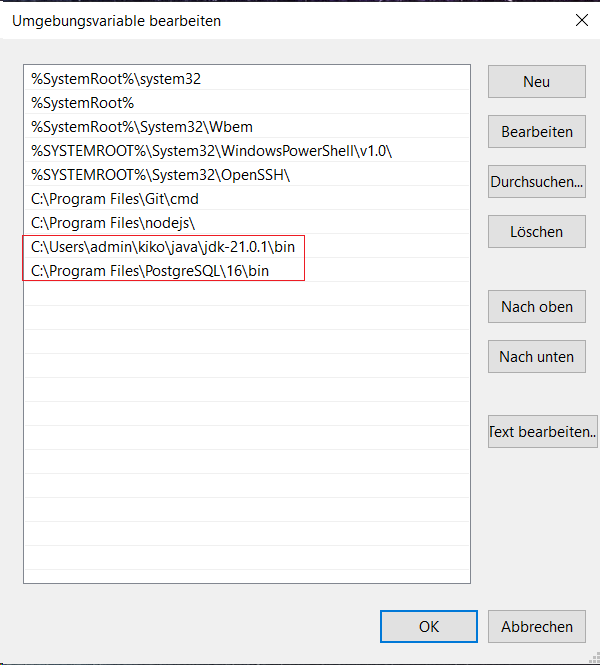 Umgebungsvariable bearbeiten
%SystemRoot%\system32
%SystemRoot%
%SystemRoot%\System32\Wbem
%SYSTEMROOT%\System32\WindowsPowerShell\v1.0\
%SYSTEMROOT%\System32\OpenSSH\
C:\Program Files\Git\cmd
C:\Program Files\nodejs\
C:\Users\admin\kiko\java\jdk-21.0.1\bin
C:\Program Files\PostgreSQL\16\bin
Neu
Bearbeiten
Durchsuchen...
Löschen
Nach oben
Nach unten
Text bearbeiten..
OK
Abbrechen